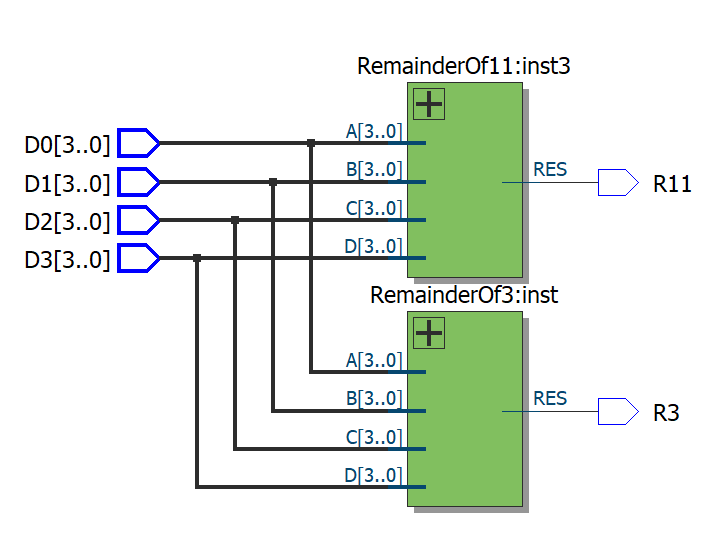 RemainderOf11:inst3
D0[3..0]
D1[3..0]
D2[3..0]
D3[3..0]
A[3..0]
B[3..0]
C[3..0]
D[3..0]
RES
R11
RemainderOf3:inst
A[3..0]
B[3..0]
C[3..0]
D[3..0]
RES
R3